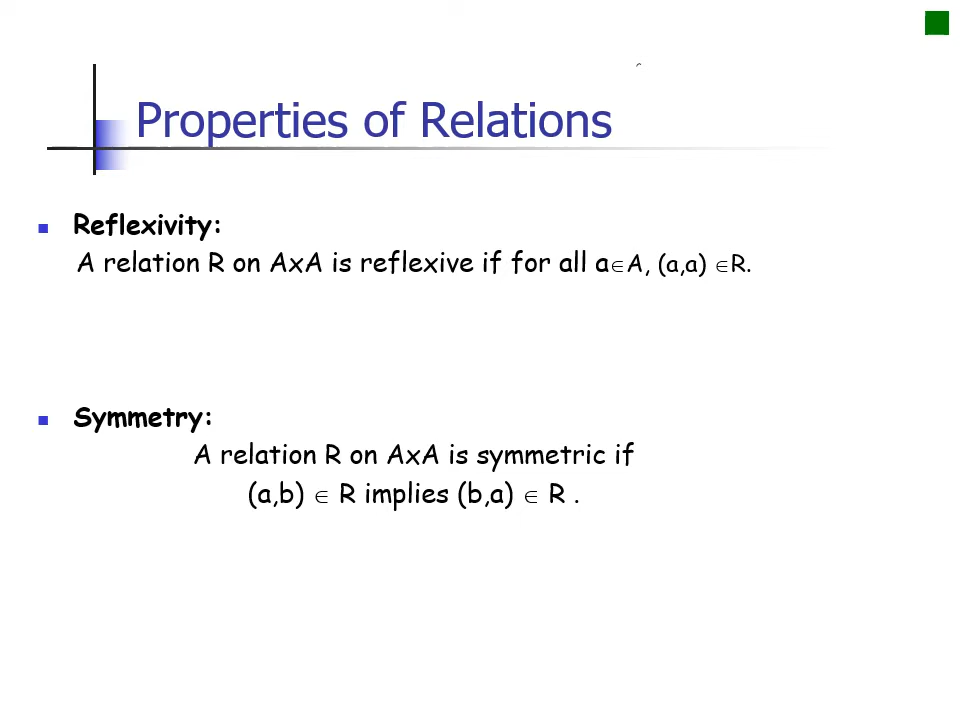 Properties of Relations
Reflexivity:
A relation R on AxA is reflexive if for all a∈A, (a,a) ∈R.
Symmetry:
A relation R on AxA is symmetric if
(a,b) ∈ R implies (b,a) ∈ R .